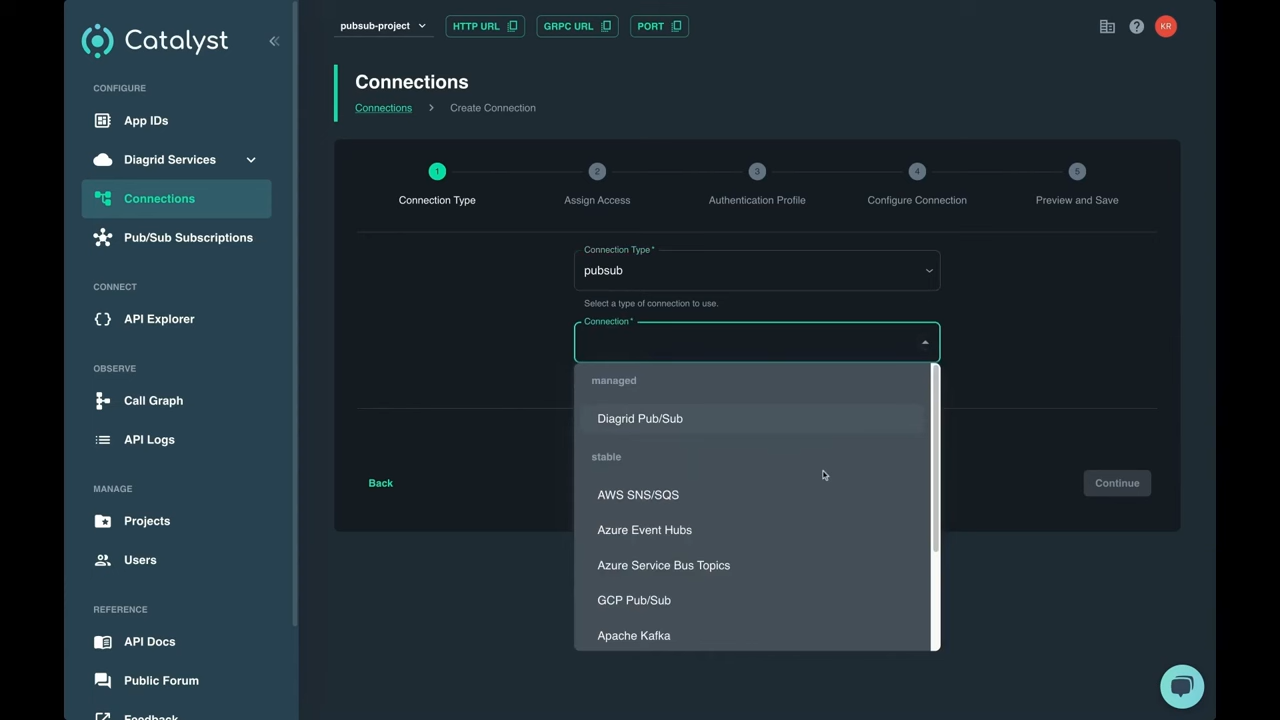 Catalyst
CONFIGURE
App IDs
Diagrid Services
Connections
Pub/Sub Subscriptions
CONNECT
API Explorer
OBSERVE
Call Graph
API Logs
MANAGE
Projects
Users
REFERENCE
API Docs
Public Forum
Feedback
pubsub-project
HTTP URL
GRPC URL
PORT
KR
Connections
Connections > Create Connection
1 2 3 4 5
Connection Type Assign Access Authentication Profile Configure Connection Preview and Save
Connection Type*
pubsub
Select a type of connection to use.
Connection*
managed
Diagrid Pub/Sub
stable
AWS SNS/SQS
Azure Event Hubs
Azure Service Bus Topics
GCP Pub/Sub
Apache Kafka
Back
Continue